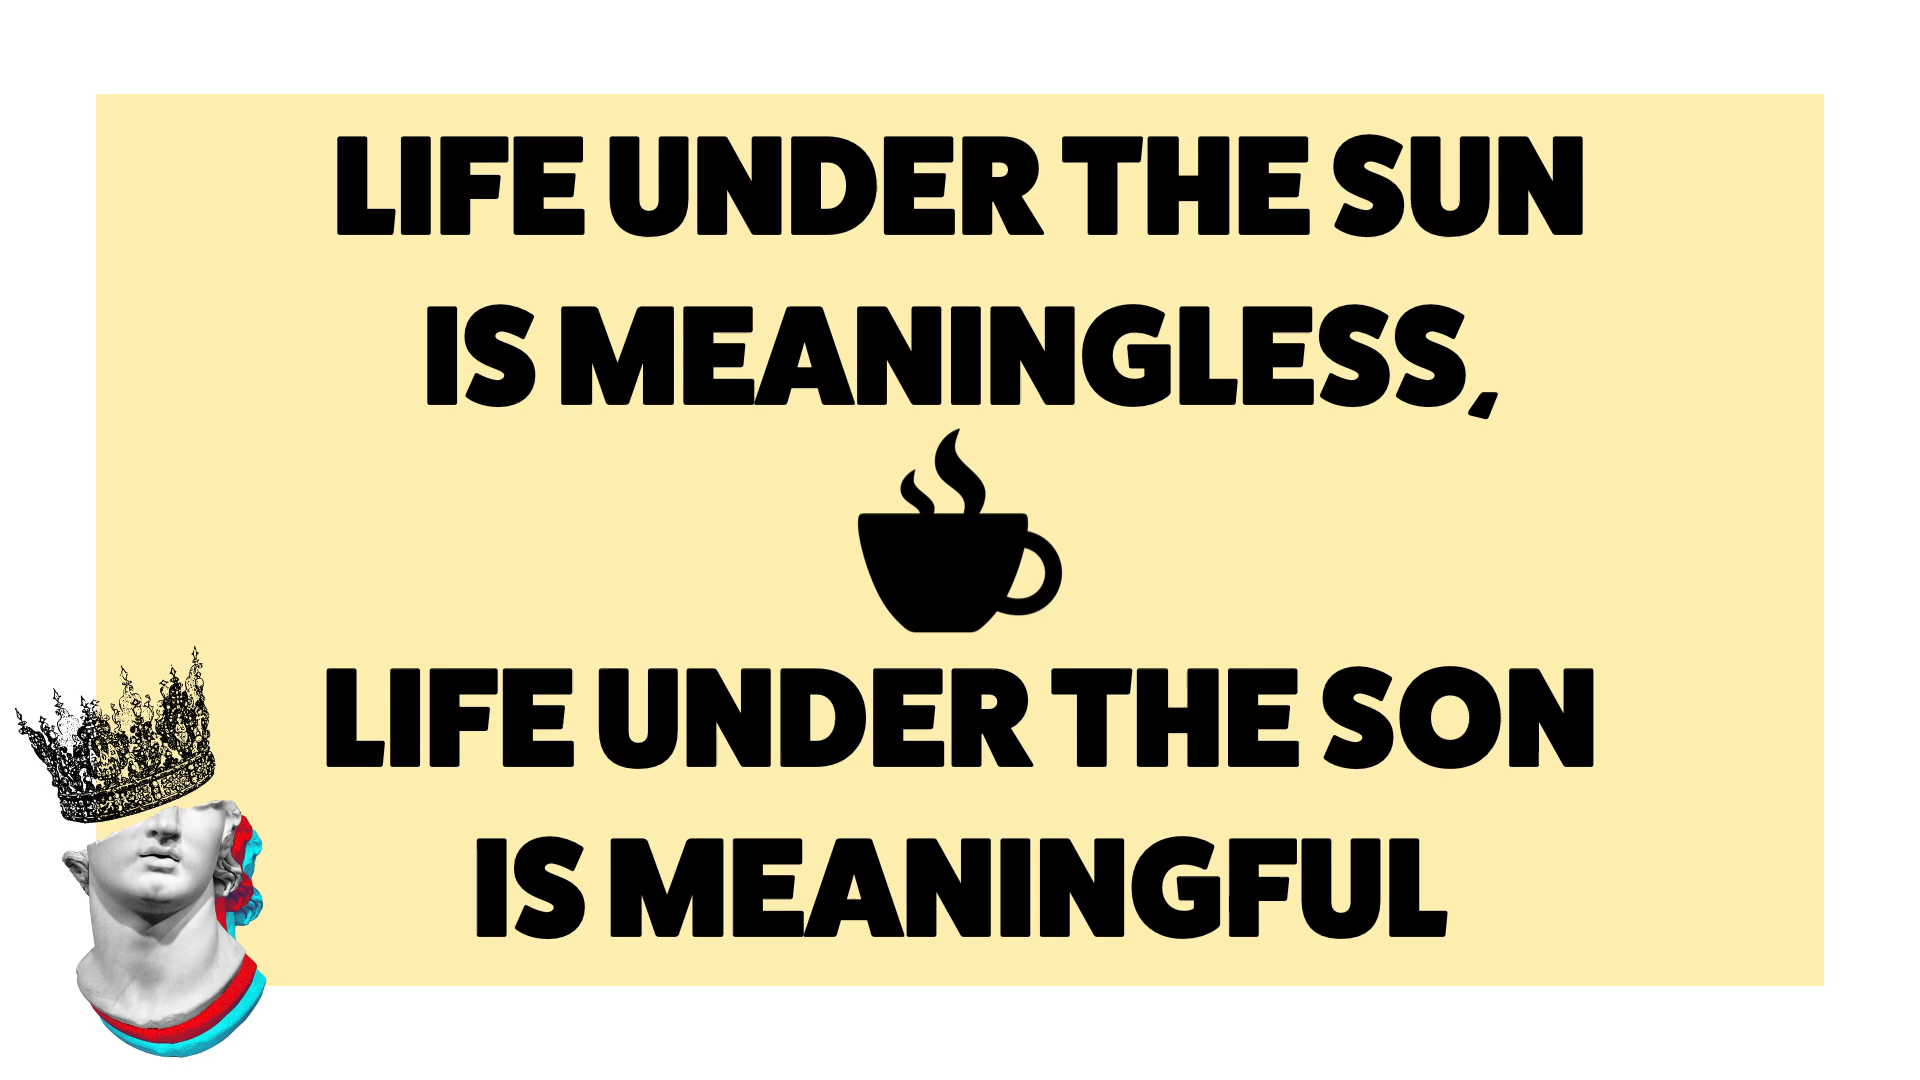 LIFE UNDER THE SUN
IS MEANINGLESS,
LIFE UNDER THE SON
IS MEANINGFUL